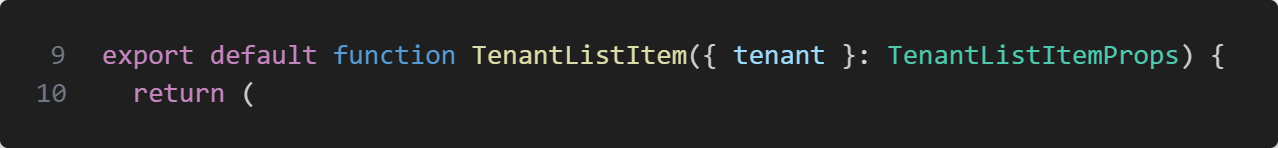 9 export default function TenantListItem({ tenant }: TenantListItemProps) {
10 return (